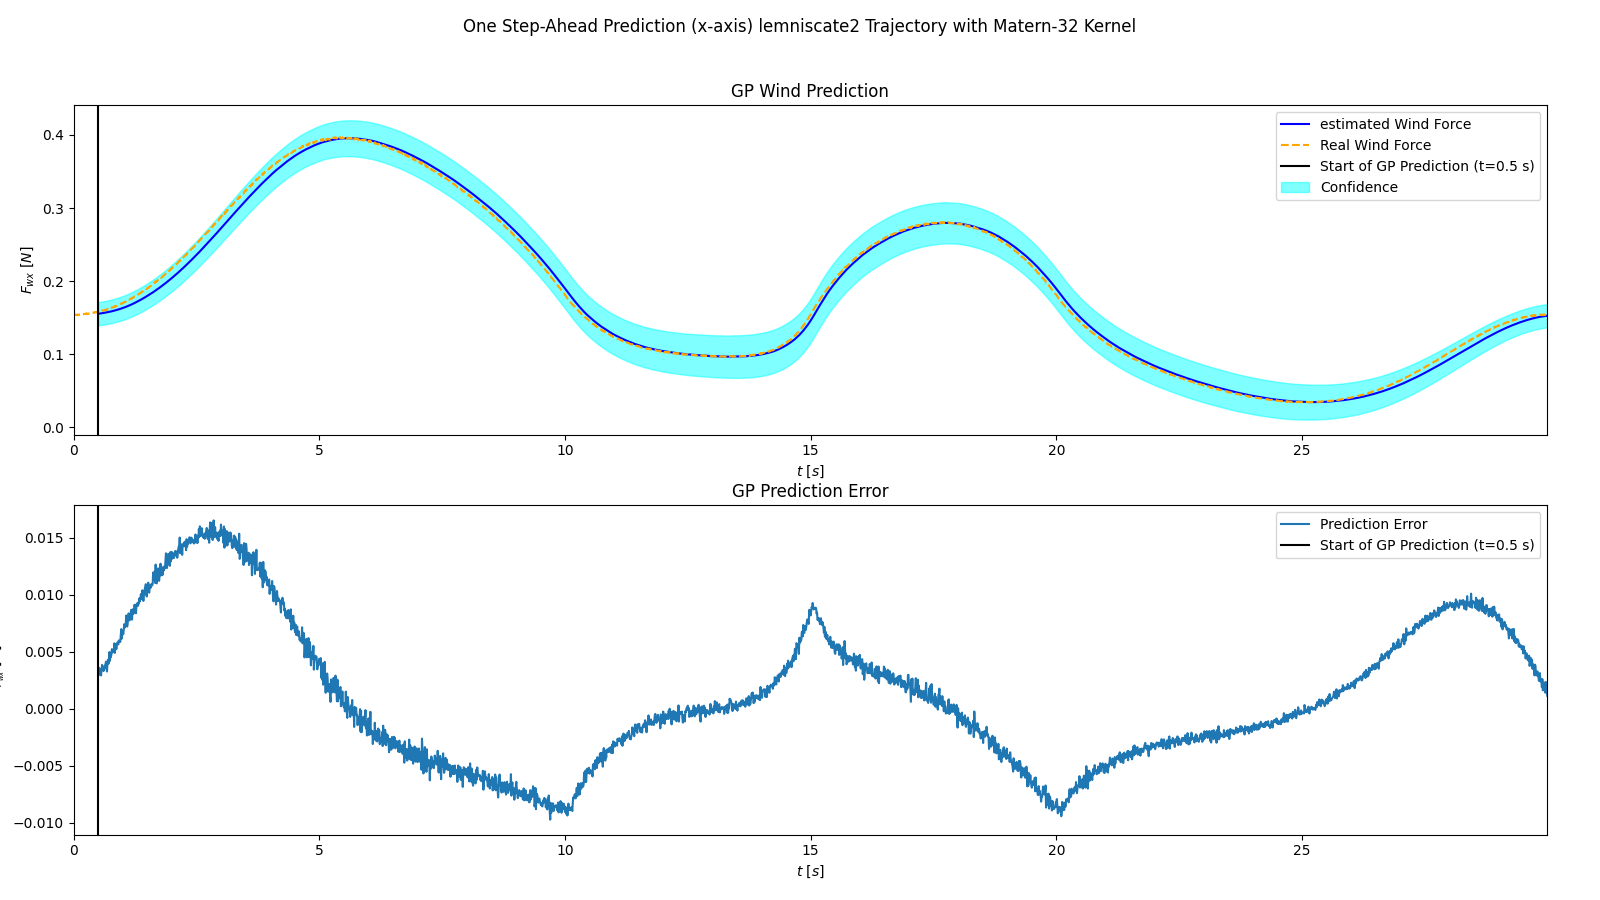 One Step-Ahead Prediction (x-axis) lemniscate2 Trajectory with Matern-32 Kernel
GP Wind Prediction
estimated Wind Force
Real Wind Force
Start of GP Prediction (t=0.5 s)
Confidence
0.4
0.3
0.2
0.1
0.0
F_wx [N]
0 5 10 15 20 25
t [s]
GP Prediction Error
Prediction Error
Start of GP Prediction (t=0.5 s)
0.015
0.010
0.005
0.000
−0.005
−0.010
0 5 10 15 20 25
t [s]